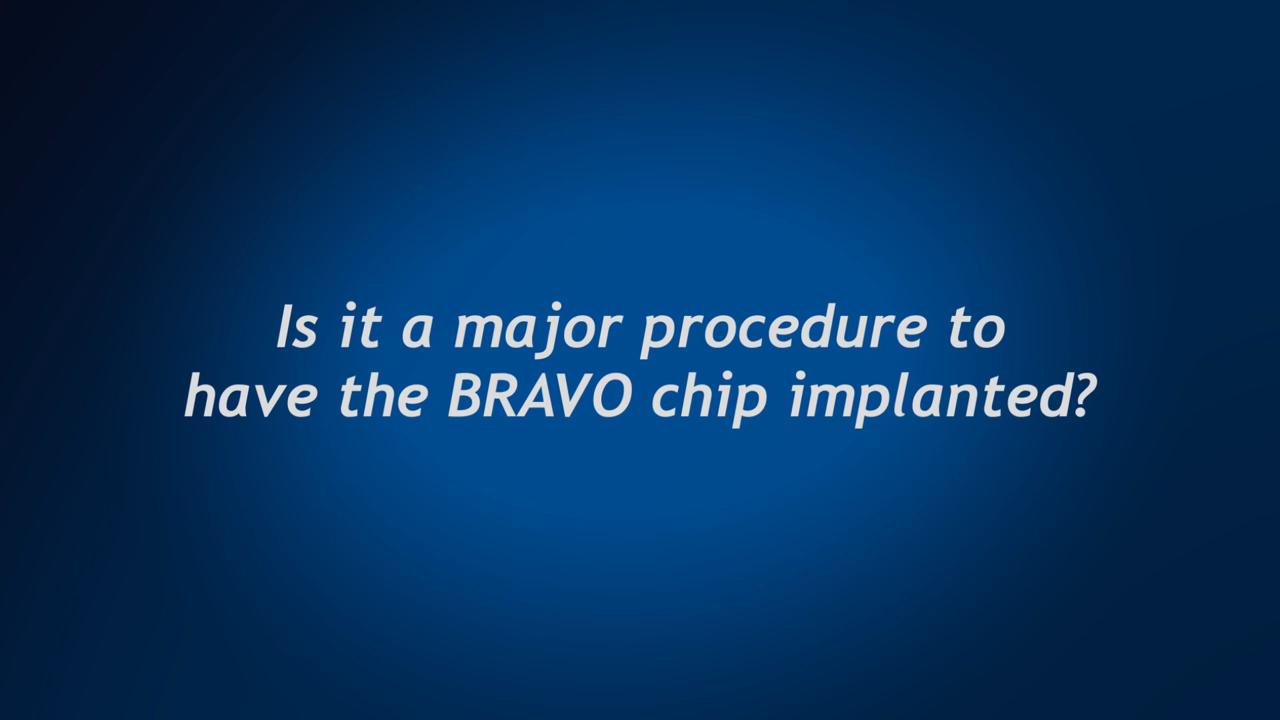 Is it a major procedure to
have the BRAVO chip implanted?